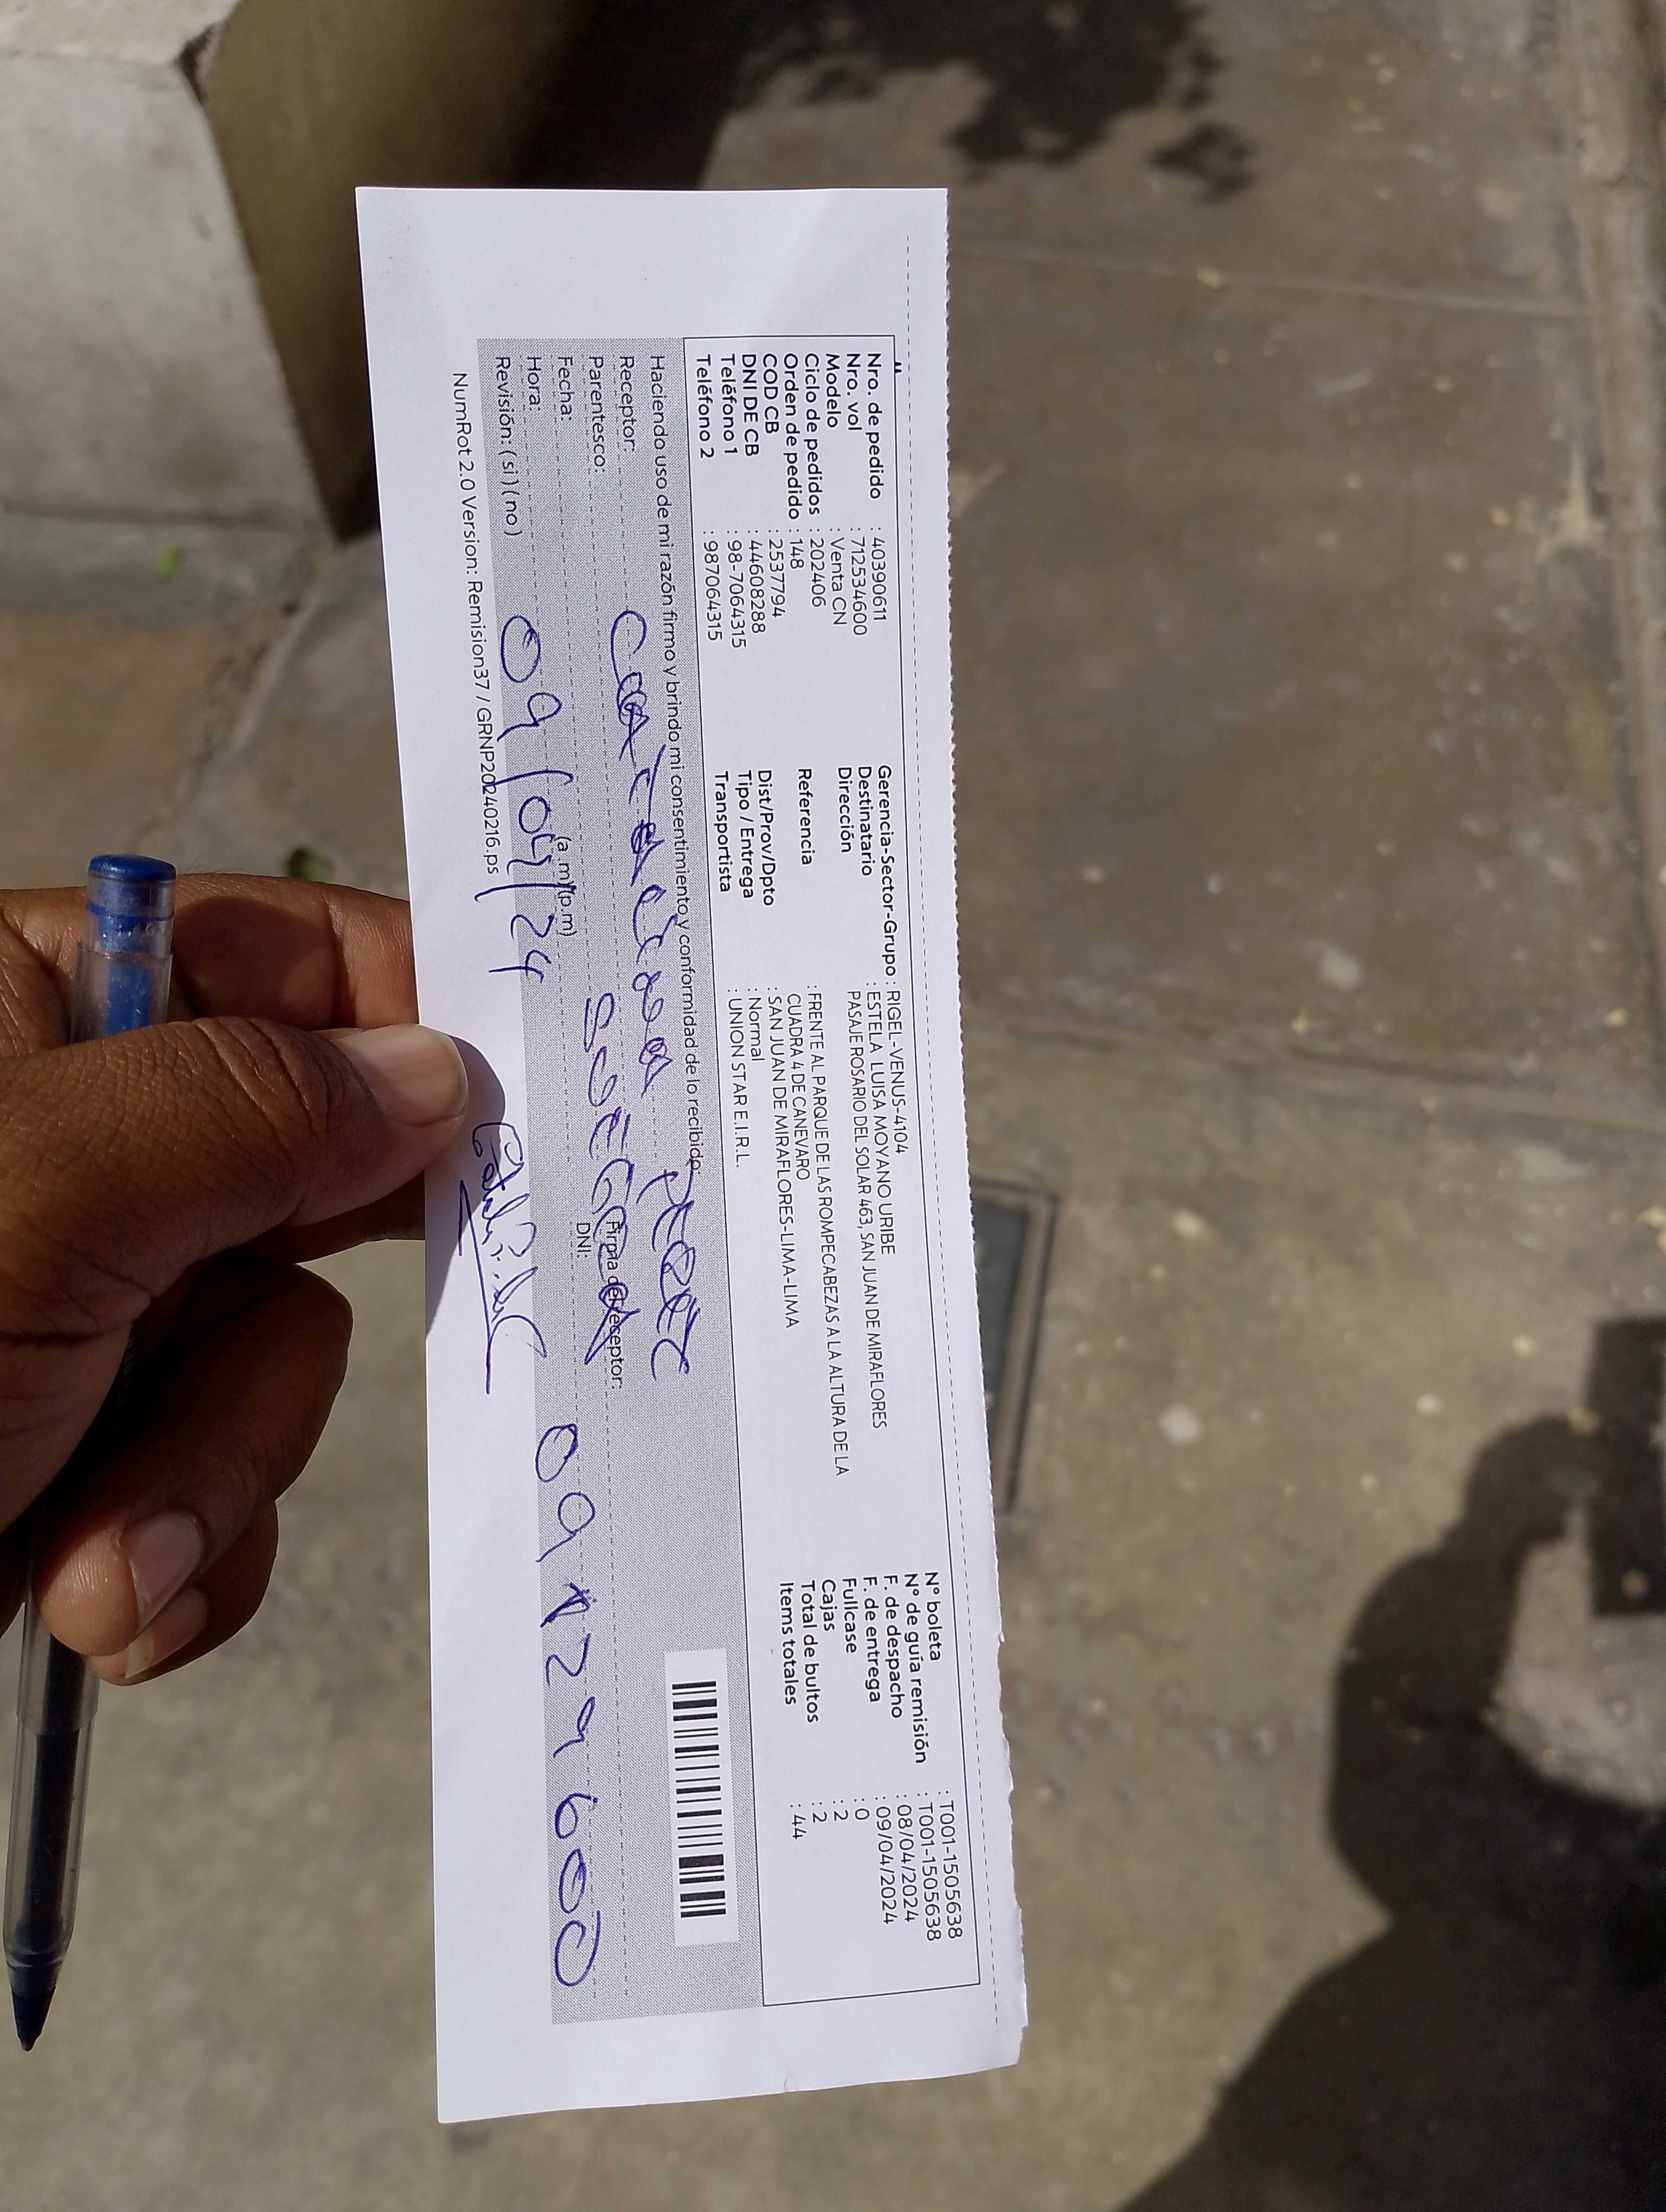 Nro. de pedido : 40390611
Nro. vol : 712534600
Modelo : Venta CN
Ciclo de pedidos : 202406
Orden de pedido : 148
COD CB : 2537794
DNI DE CB : 44608288
Teléfono 1 : 98-7064315
Teléfono 2 : 987064315
Gerencia-Sector-Grupo : RIGEL-VENUS-4104
Destinatario : ESTELA LUISA MOYANO URIBE
Dirección PASAJE ROSARIO DEL SOLAR 463, SAN JUAN DE MIRAFLORES
Referencia : FRENTE AL PARQUE DE LAS ROMPECABEZAS A LA ALTURA DE LA
CUADRA 4 DE CANEVARO
Dist/Prov/Dpto : SAN JUAN DE MIRAFLORES-LIMA-LIMA
Tipo / Entrega : Normal
Transportista : UNION STAR E.I.R.L.
N° boleta : T001-1505638
N° de guía remisión : T001-1505638
F. de despacho : 08/04/2024
F. de entrega : 09/04/2024
Fullcase : 0
Cajas : 2
Total de bultos : 2
Items totales : 44
Haciendo uso de mi razón firmo y brindo mi consentimiento y conformidad de lo recibido:
Receptor:
Parentesco: Firma del receptor:
Fecha: DNI: 09729600
Hora: (a.m)(p.m)
Revisión: (si) (no) 09/04/24
NumRot 2.0 Version: Remision37 / GRNP20240216.ps